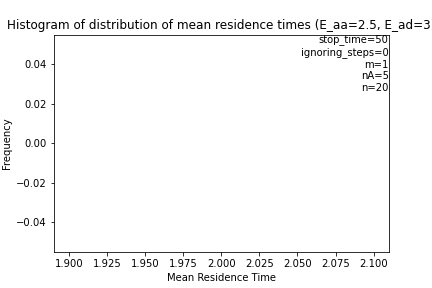 Histogram of distribution of mean residence times (E_aa=2.5, E_ad=3
stop_time=50
ignoring_steps=0
m=1
nA=5
n=20
0.04
0.02
0.00
−0.02
−0.04
Frequency
1.900 1.925 1.950 1.975 2.000 2.025 2.050 2.075 2.100
Mean Residence Time